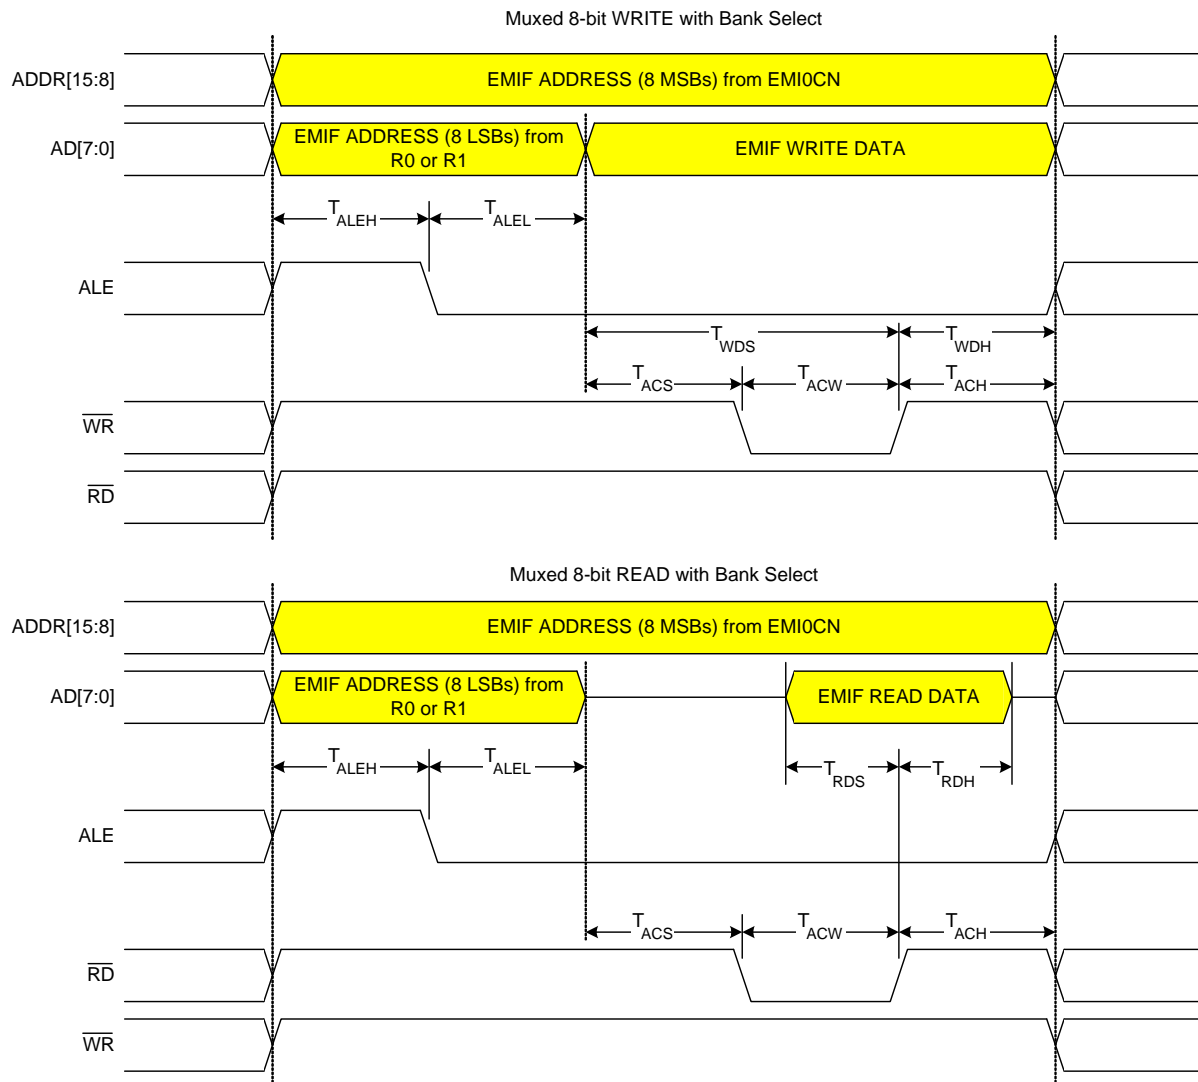 Muxed 8-bit WRITE with Bank Select
ADDR[15:8]
EMIF ADDRESS (8 MSBs) from EMI0CN
AD[7:0]
EMIF ADDRESS (8 LSBs) from
R0 or R1
EMIF WRITE DATA
TALEH
TALEL
ALE
TWDS
TWDH
TACS
TACW
TACH
WR
RD
Muxed 8-bit READ with Bank Select
ADDR[15:8]
EMIF ADDRESS (8 MSBs) from EMI0CN
AD[7:0]
EMIF ADDRESS (8 LSBs) from
R0 or R1
EMIF READ DATA
TALEH
TALEL
TRDS
TRDH
ALE
TACS
TACW
TACH
RD
WR